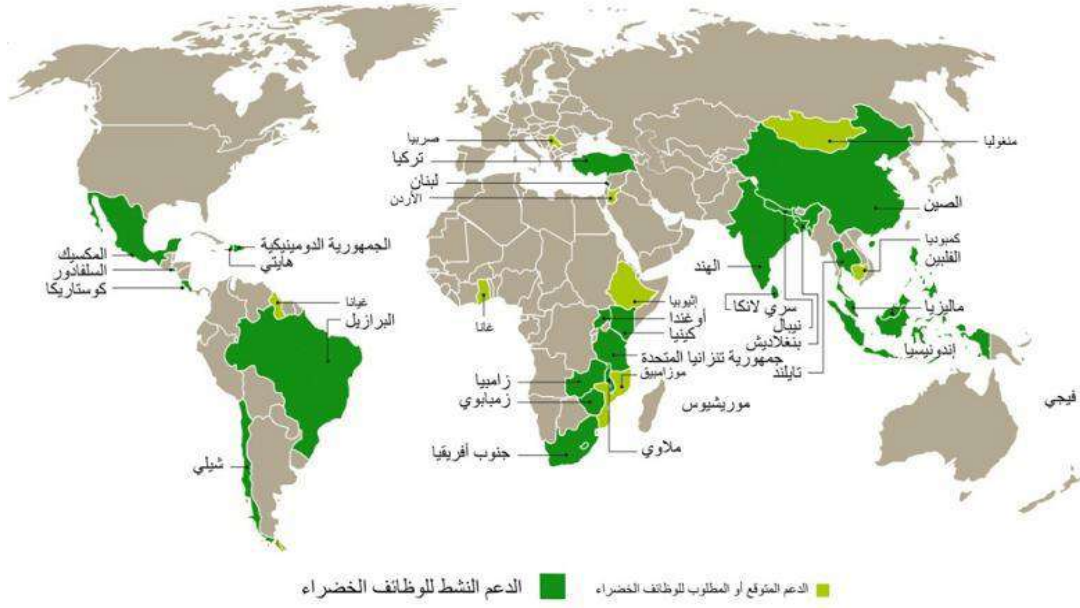 صربيا
منغوليا
تركيا
لبنان
الأردن
الصين
الجمهورية الدومينيكية
هايتي
المكسيك
السلفادور
كوستاريكا
كمبوديا
الفلبين
الهند
غيانا
البرازيل
غانا
إثيوبيا
أوغندا
كينيا
سري لانكا
نيبال
بنغلاديش
تايلند
ماليزيا
إندونيسيا
جمهورية تنزانيا المتحدة
موزامبيق
زامبيا
زمبابوي
موريشيوس
فيجي
ملاوي
جنوب أفريقيا
شيلي
الدعم المتوقع أو المطلوب للوظائف الخضراء
الدعم النشط للوظائف الخضراء